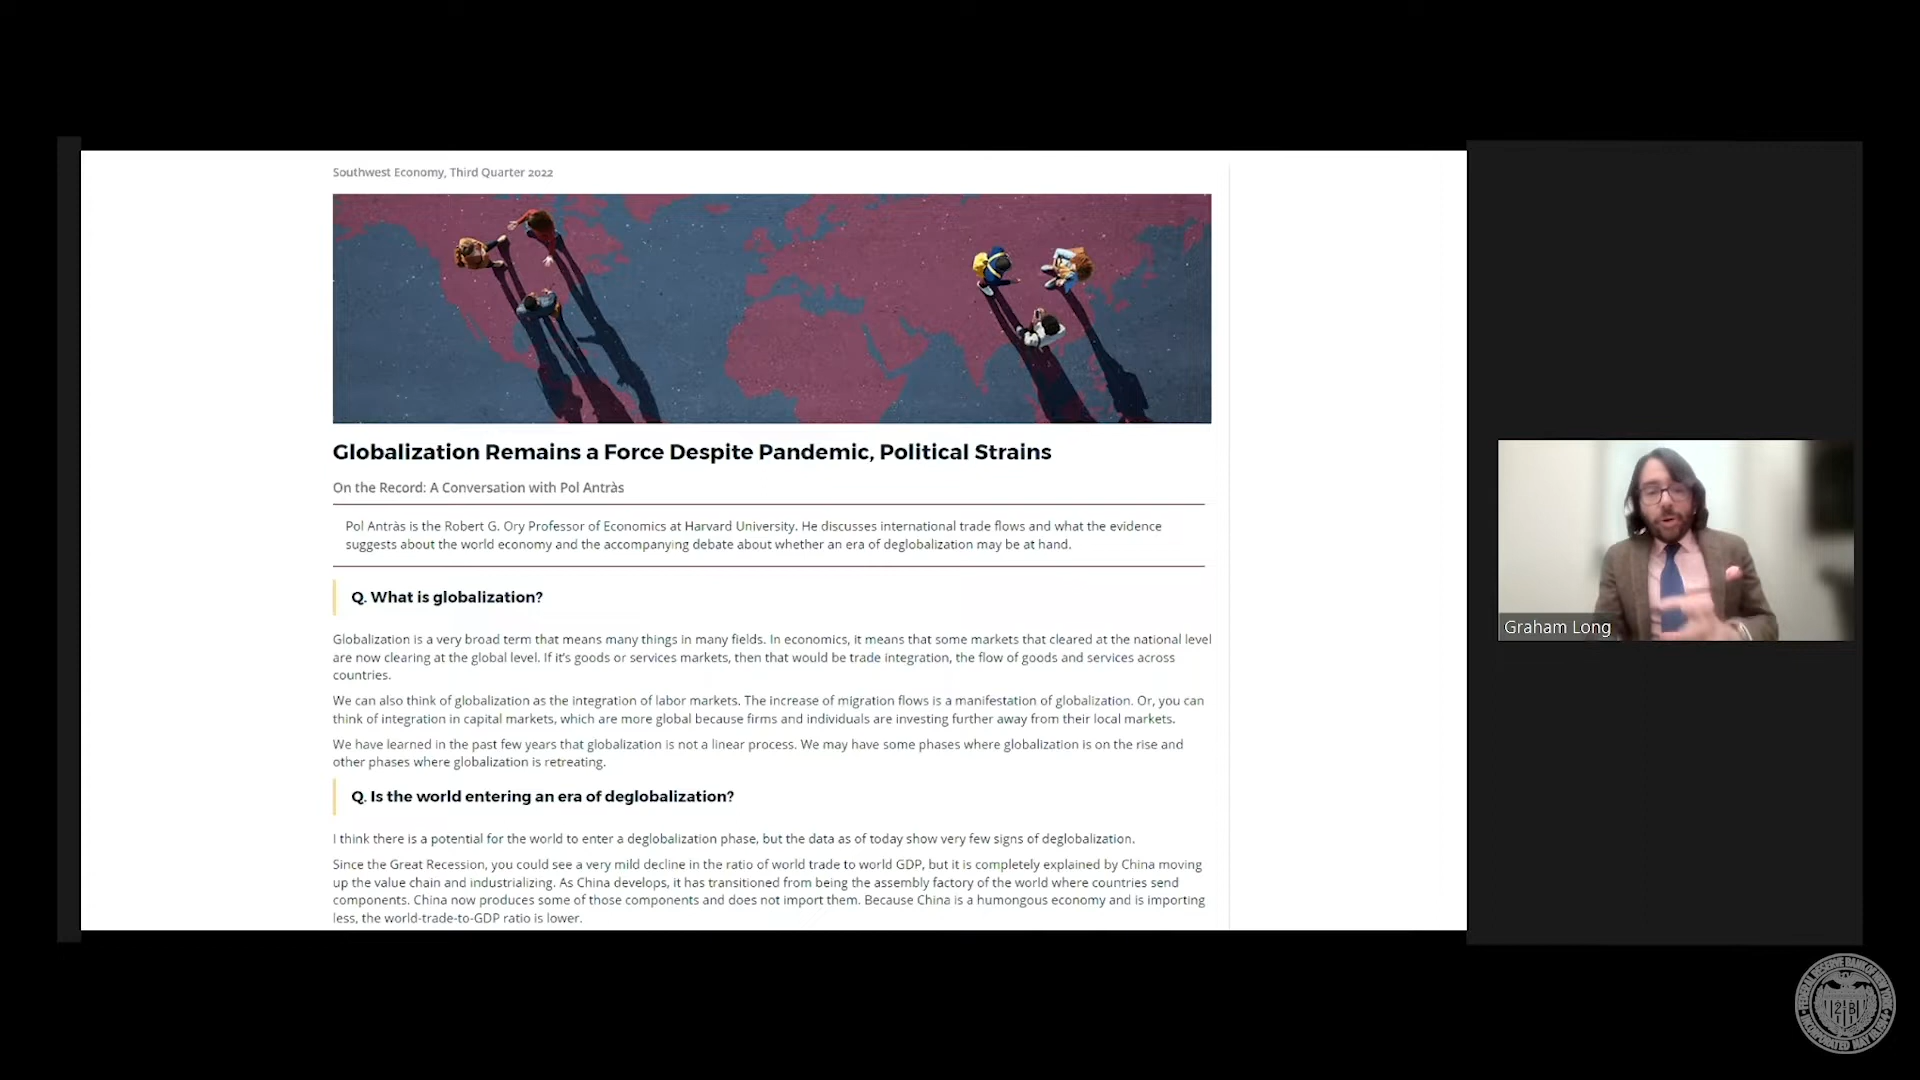 Southwest Economy, Third Quarter 2022
Globalization Remains a Force Despite Pandemic, Political Strains
On the Record: A Conversation with Pol Antràs
Pol Antràs is the Robert G. Ory Professor of Economics at Harvard University. He discusses international trade flows and what the evidence
suggests about the world economy and the accompanying debate about whether an era of deglobalization may be at hand.
Q. What is globalization?
Globalization is a very broad term that means many things in many fields. In economics, it means that some markets that cleared at the national level
are now clearing at the global level. If it's goods or services markets, then that would be trade integration, the flow of goods and services across
countries.
We can also think of globalization as the integration of labor markets. The increase of migration flows is a manifestation of globalization. Or, you can
think of integration in capital markets, which are more global because firms and individuals are investing further away from their local markets.
We have learned in the past few years that globalization is not a linear process. We may have some phases where globalization is on the rise and
other phases where globalization is retreating.
Q. Is the world entering an era of deglobalization?
I think there is a potential for the world to enter a deglobalization phase, but the data as of today show very few signs of deglobalization.
Since the Great Recession, you could see a very mild decline in the ratio of world trade to world GDP, but it is completely explained by China moving
up the value chain and industrializing. As China develops, it has transitioned from being the assembly factory of the world where countries send
components. China now produces some of those components and does not import them. Because China is a humongous economy and is importing
less, the world-trade-to-GDP ratio is lower.
Graham Long
FEDERAL RESERVE BANK OF NEW YORK